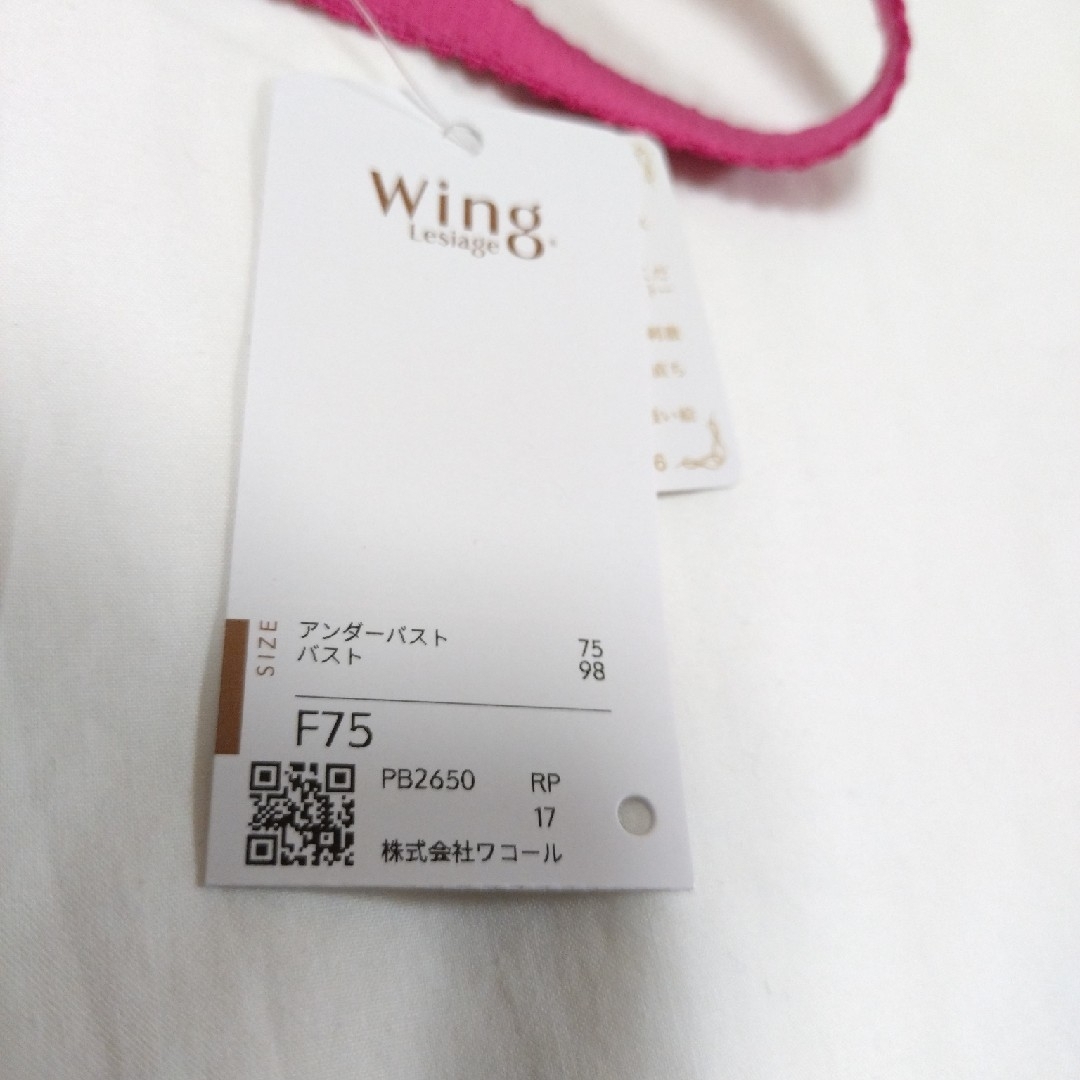 Wing
Lesiage
SIZE
アンダーバスト 75
バスト 98
F75
PB2650 RP
17
株式会社ワコール
6